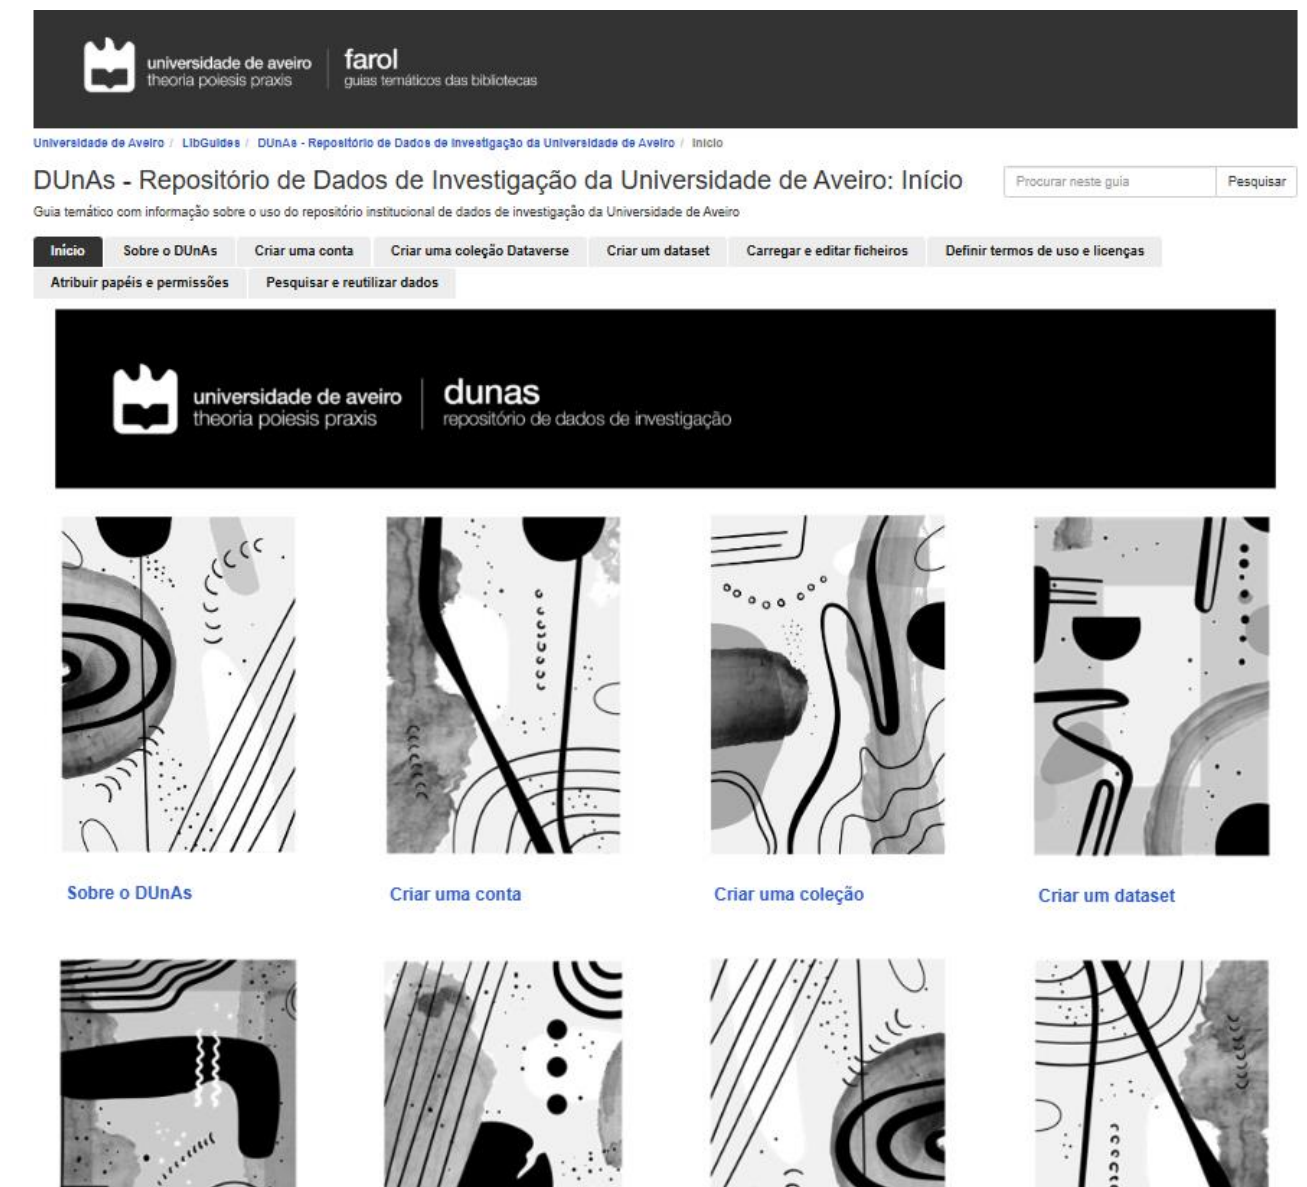 universidade de aveiro
theoria poiesis praxis
farol
guias temáticos das bibliotecas
Universidade de Aveiro / LibGuides / DUnAs - Repositório de Dados de Investigação da Universidade de Aveiro / Início
DUnAs - Repositório de Dados de Investigação da Universidade de Aveiro: Início
Procurar neste guia
Pesquisar
Guia temático com informação sobre o uso do repositório institucional de dados de investigação da Universidade de Aveiro
Início Sobre o DUnAs Criar uma conta Criar uma coleção Dataverse Criar um dataset Carregar e editar ficheiros Definir termos de uso e licenças
Atribuir papéis e permissões Pesquisar e reutilizar dados
universidade de aveiro
theoria poiesis praxis
dunas
repositório de dados de investigação
Sobre o DUnAs
Criar uma conta
Criar uma coleção
Criar um dataset